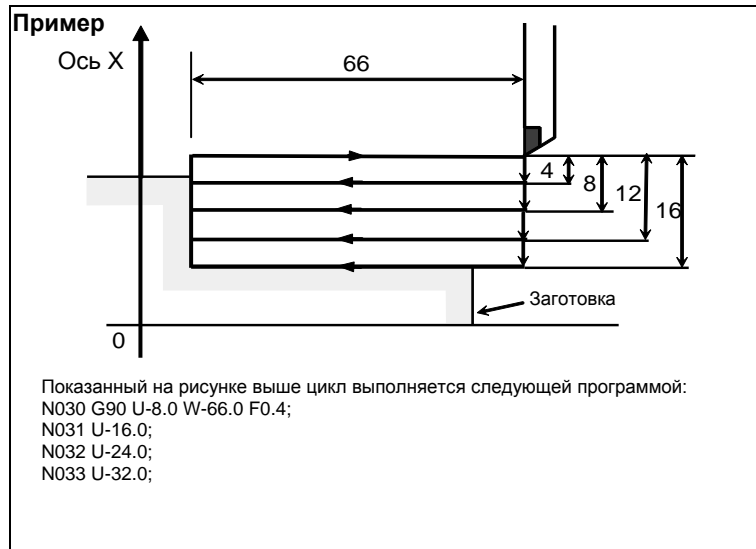 Пример
Ось X
66
4
8
12
16
Заготовка
0
Показанный на рисунке выше цикл выполняется следующей программой:
N030 G90 U-8.0 W-66.0 F0.4;
N031 U-16.0;
N032 U-24.0;
N033 U-32.0;